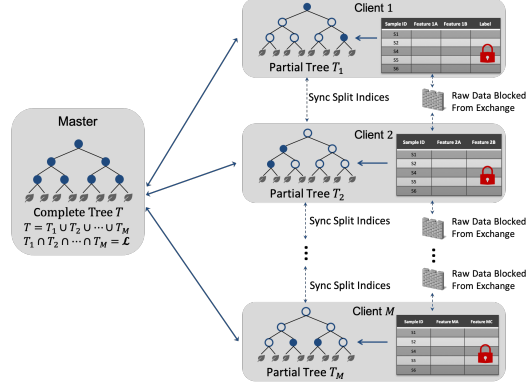 Client 1
Sample ID Feature 1A Feature 1B Label
S1
S2
S4
S5
S6
Partial Tree T₁
Sync Split Indices
Raw Data Blocked
From Exchange
Master
Complete Tree T
T = T₁ ∪ T₂ ∪ ⋯ ∪ T_M
T₁ ∩ T₂ ∩ ⋯ ∩ T_M = 𝓛
Client 2
Sample ID Feature 2A Feature 2B
S1
S2
S4
S5
S6
Partial Tree T₂
Sync Split Indices
Raw Data Blocked
From Exchange
Sync Split Indices
Raw Data Blocked
From Exchange
Client M
Sample ID Feature MA Feature MC
S1
S2
S4
S5
S6
Partial Tree T_M